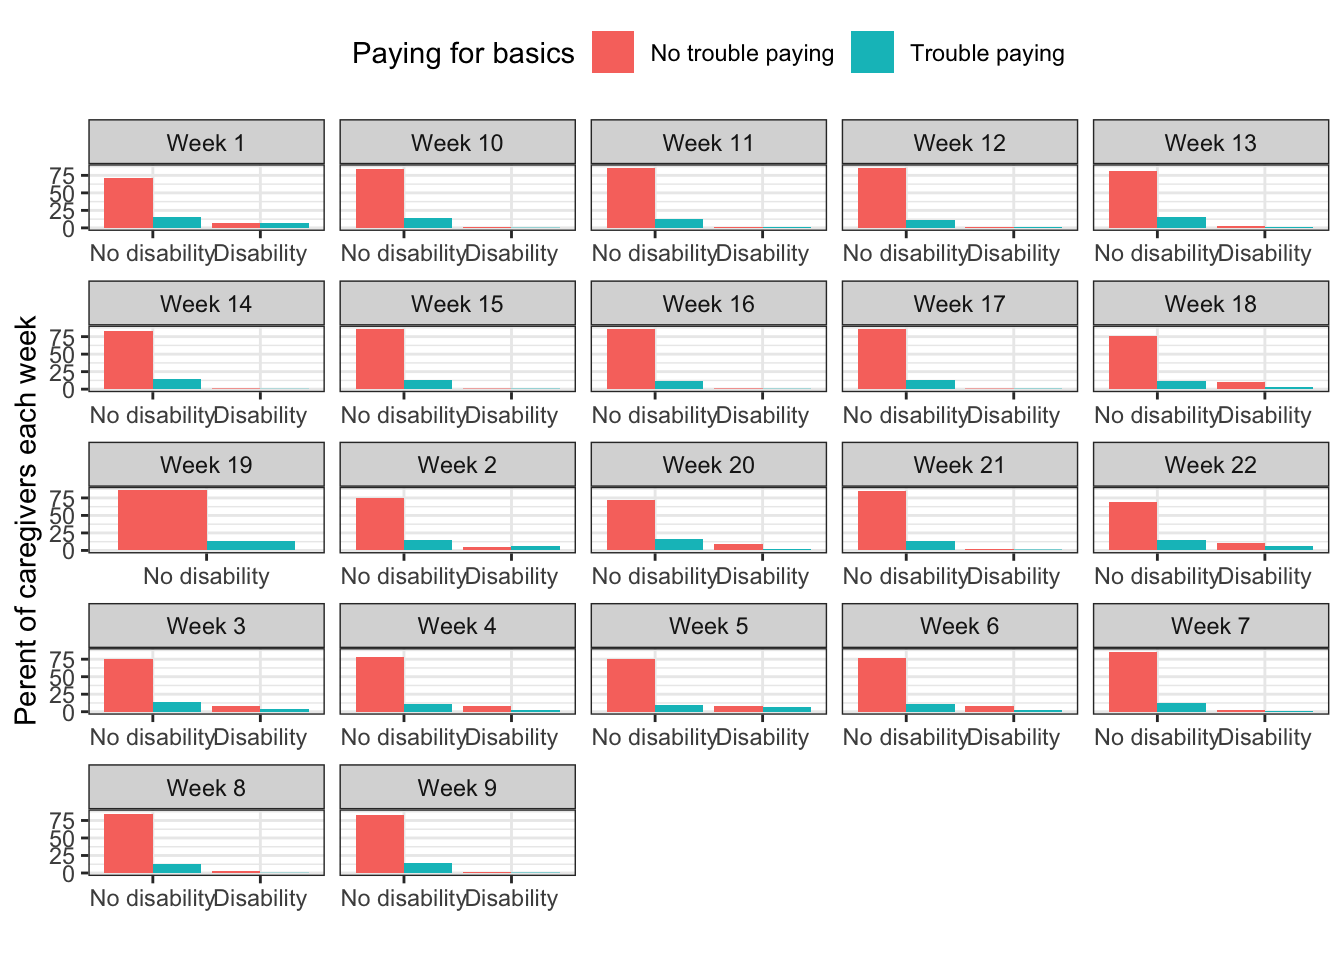 Paying for basics No trouble paying Trouble paying
Perent of caregivers each week
Week 1 Week 10 Week 11 Week 12 Week 13
75
50
25
0
No disability Disability No disability Disability No disability Disability No disability Disability No disability Disability
Week 14 Week 15 Week 16 Week 17 Week 18
75
50
25
0
No disability Disability No disability Disability No disability Disability No disability Disability No disability Disability
Week 19 Week 2 Week 20 Week 21 Week 22
75
50
25
0
No disability No disability Disability No disability Disability No disability Disability No disability Disability
Week 3 Week 4 Week 5 Week 6 Week 7
75
50
25
0
No disability Disability No disability Disability No disability Disability No disability Disability No disability Disability
Week 8 Week 9
75
50
25
0
No disability Disability No disability Disability